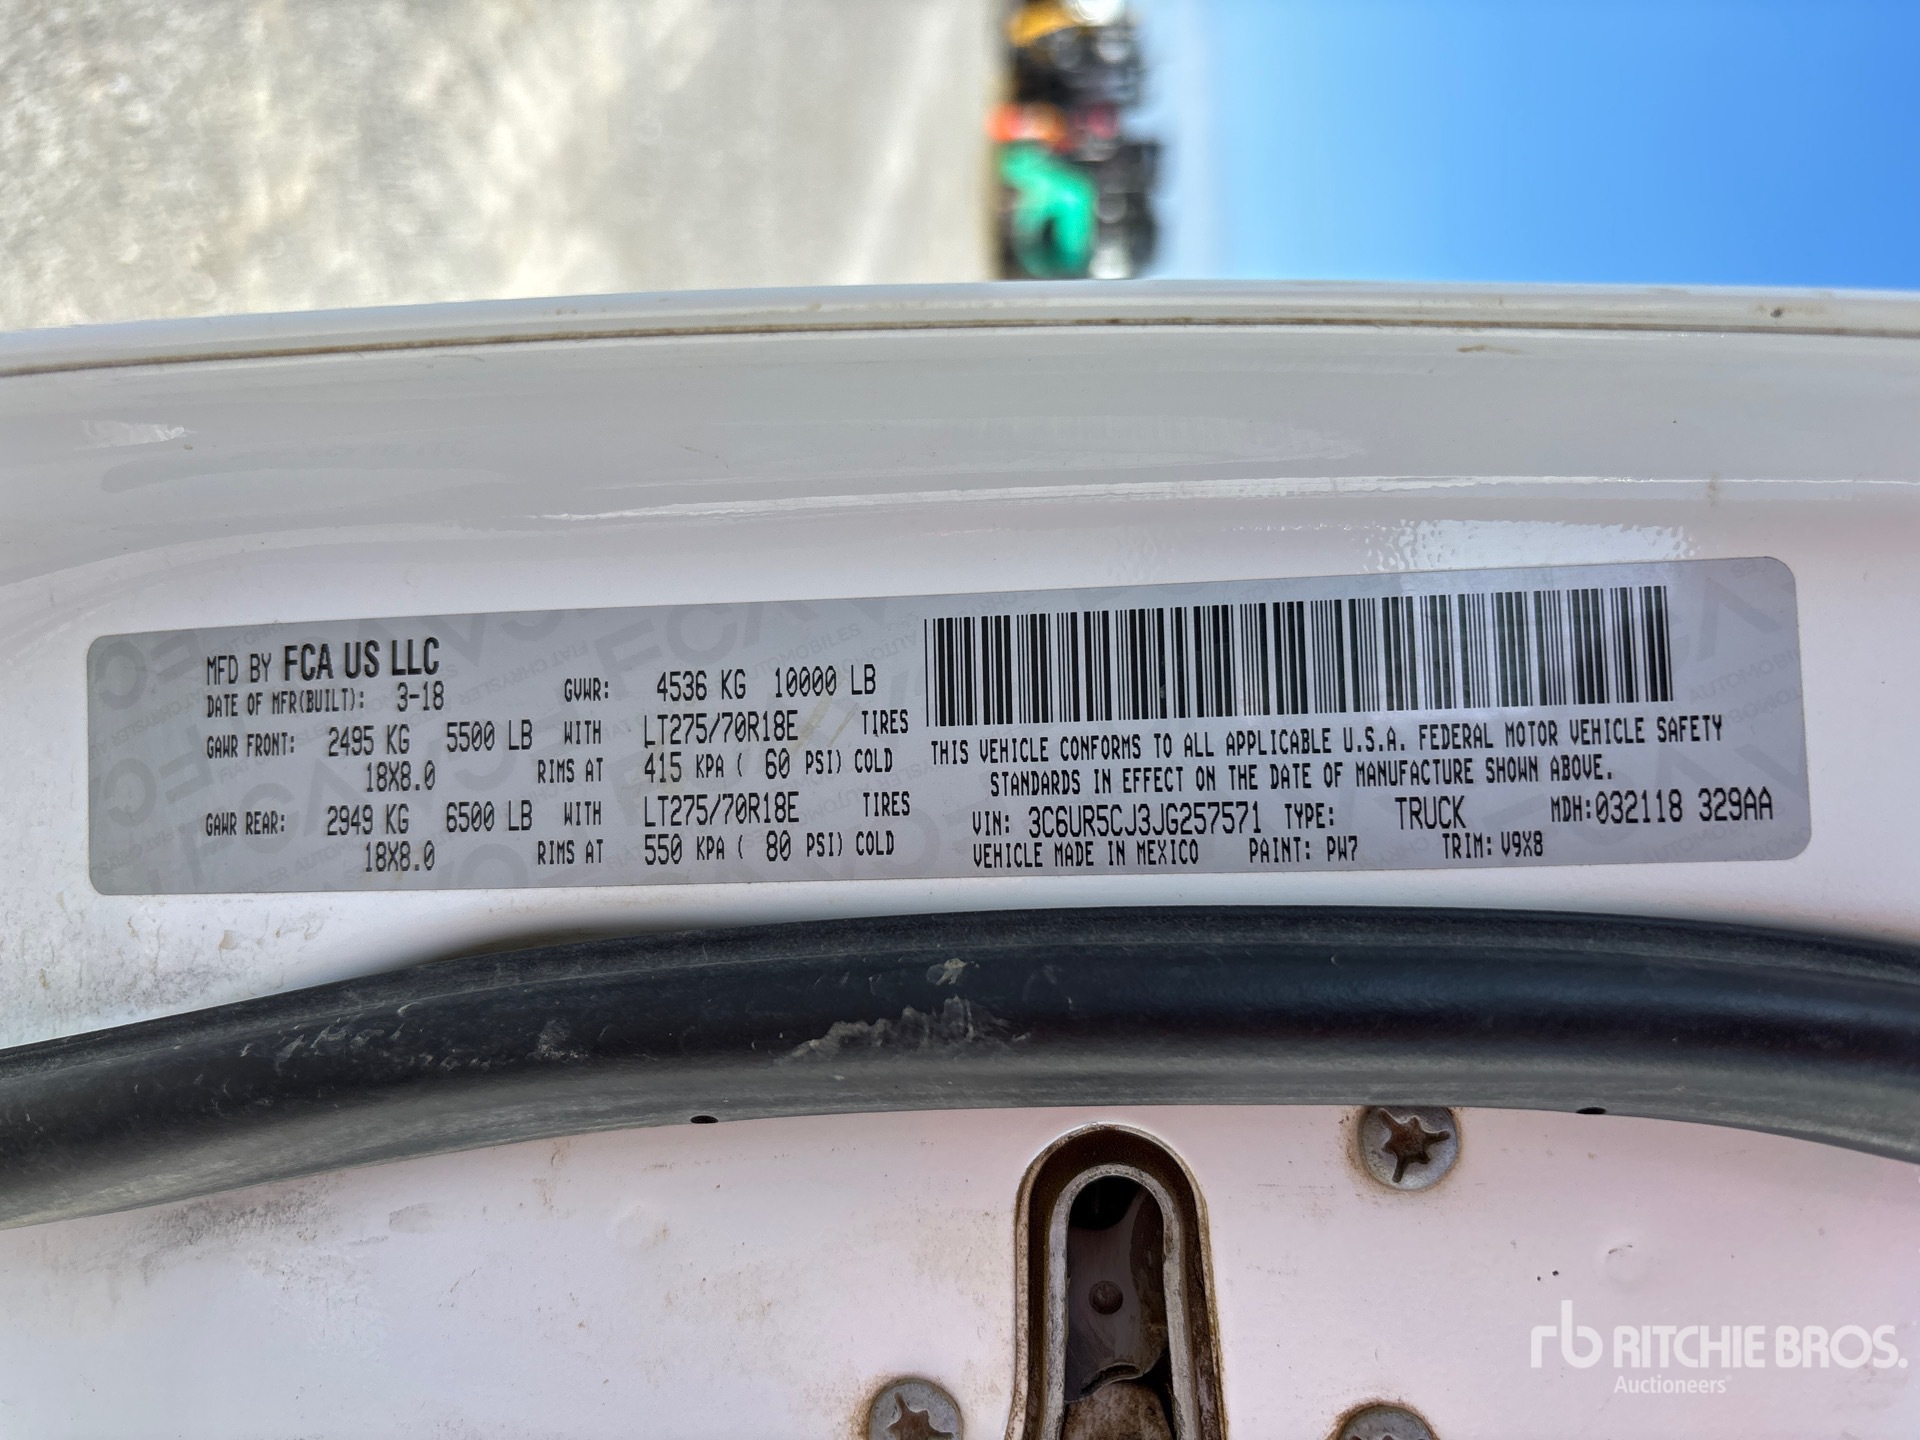 MFD BY FCA US LLC
DATE OF MFR(BUILT): 3-18 GVWR: 4536 KG 10000 LB
GAWR FRONT: 2495 KG 5500 LB WITH LT275/70R18E TIRES
18X8.0 RIMS AT 415 KPA ( 60 PSI) COLD
GAWR REAR: 2949 KG 6500 LB WITH LT275/70R18E TIRES
18X8.0 RIMS AT 550 KPA ( 80 PSI) COLD
THIS VEHICLE CONFORMS TO ALL APPLICABLE U.S.A. FEDERAL MOTOR VEHICLE SAFETY
STANDARDS IN EFFECT ON THE DATE OF MANUFACTURE SHOWN ABOVE.
VIN: 3C6UR5CJ3JG257571 TYPE: TRUCK MDH:032118 329AA
VEHICLE MADE IN MEXICO PAINT: PW7 TRIM: V9X8
rb RITCHIE BROS.
Auctioneers